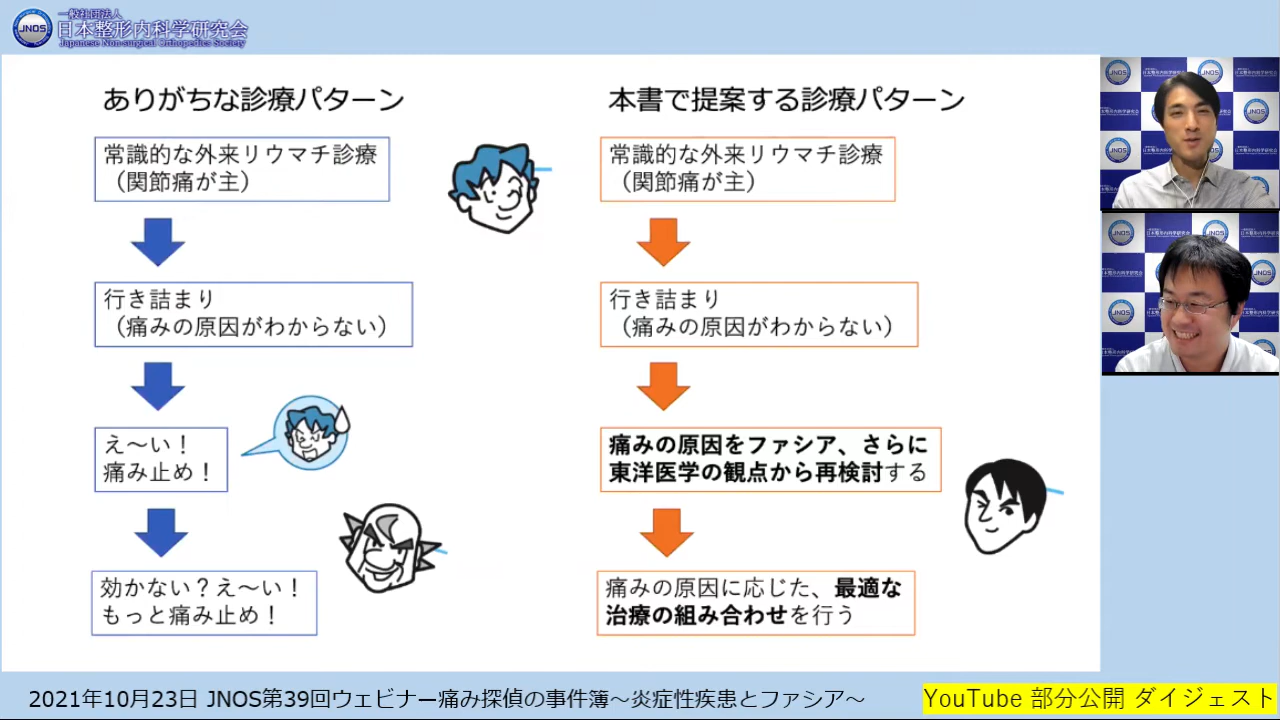 一般社団法人
JNOS 日本整形内科学研究会
Japanese Non-surgical Orthopedics Society
ありがちな診療パターン
常識的な外来リウマチ診療
（関節痛が主）
行き詰まり
（痛みの原因がわからない）
え～い！
痛み止め！
効かない？え～い！
もっと痛み止め！
本書で提案する診療パターン
常識的な外来リウマチ診療
（関節痛が主）
行き詰まり
（痛みの原因がわからない）
痛みの原因をファシア、さらに
東洋医学の観点から再検討する
痛みの原因に応じた、最適な
治療の組み合わせを行う
2021年10月23日 JNOS第39回ウェビナー痛み探偵の事件簿～炎症性疾患とファシア～
YouTube 部分公開 ダイジェスト